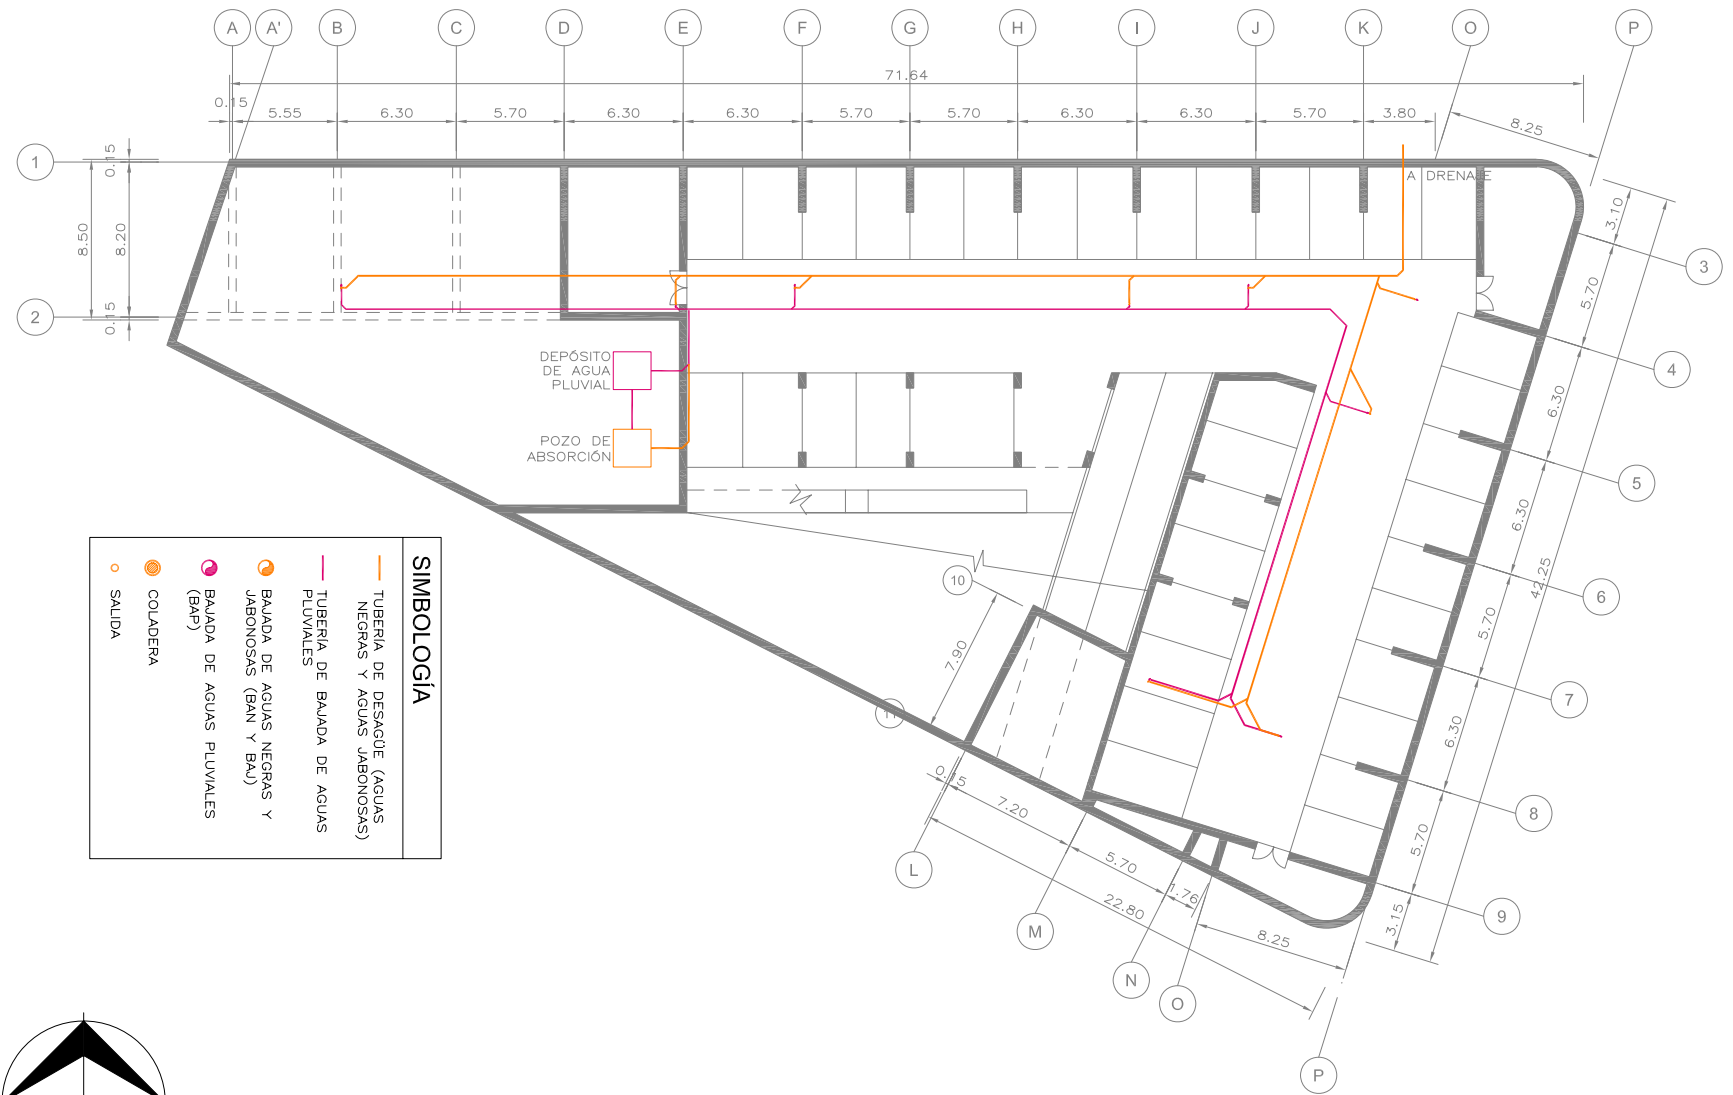 A A' B C D E F G H I J K O P
71.64
0.15 5.55 6.30 5.70 6.30 6.30 5.70 5.70 6.30 6.30 5.70 3.80 8.25
1
0.15
8.50
8.20
2
0.15
A DRENAJE
3.10
3
5.70
4
6.30
5
6.30
42.25
6
5.70
7
6.30
8
5.70
9
3.15
DEPÓSITO
DE AGUA
PLUVIAL
POZO DE
ABSORCIÓN
10
7.90
11
0.15
7.20
5.70
1.76
22.80
8.25
L
M
N
O
P
SIMBOLOGÍA
TUBERÍA DE DESAGÜE (AGUAS
NEGRAS Y AGUAS JABONOSAS)
TUBERÍA DE BAJADA DE AGUAS
PLUVIALES
BAJADA DE AGUAS NEGRAS Y
JABONOSAS (BAN Y BAJ)
BAJADA DE AGUAS PLUVIALES
(BAP)
COLADERA
SALIDA